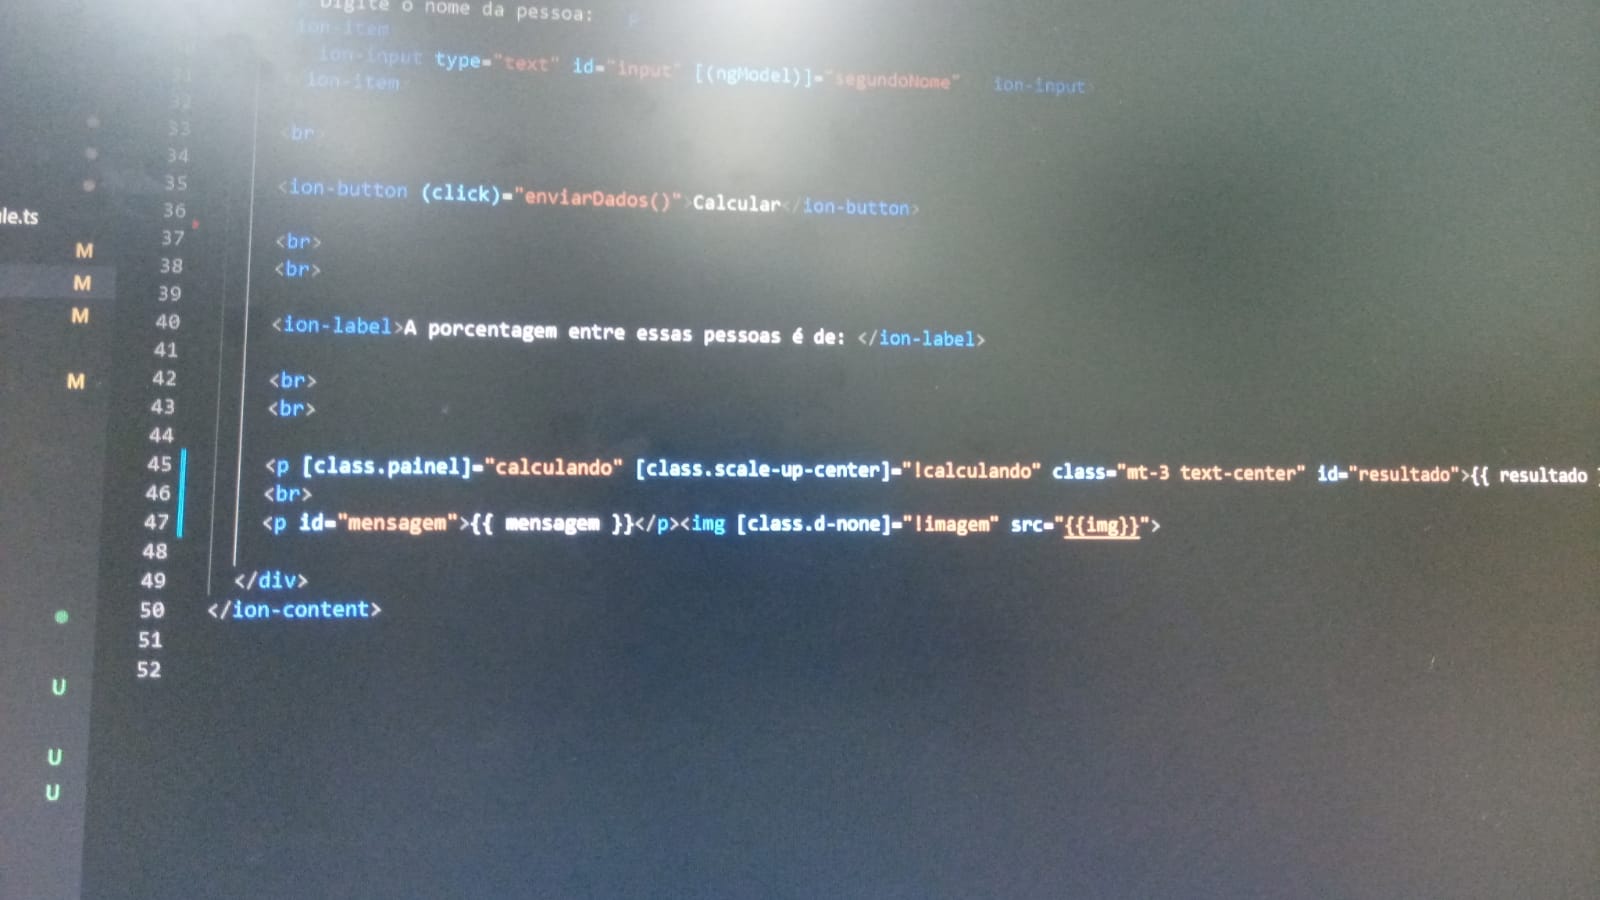 Digite o nome da pessoa:
ion-item
ion-input type="text" id="input" [(ngModel)]="segundoNome" ion-input>
31 ion-item
32
33 <br>
34
35 <ion-button (click)="enviarDados()">Calcular</ion-button>
le.ts 36
37 <br>
M 38 <br>
M 39
M 40 <ion-label>A porcentagem entre essas pessoas é de: </ion-label>
41
M 42 <br>
43 <br>
44
45 <p [class.painel]="calculando" [class.scale-up-center]="!calculando" class="mt-3 text-center" id="resultado">{{ resultado }
46 <br>
47 <p id="mensagem">{{ mensagem }}</p><img [class.d-none]="!imagem" src="{{img}}">
48
49 </div>
50 </ion-content>
51
52
U
U
U